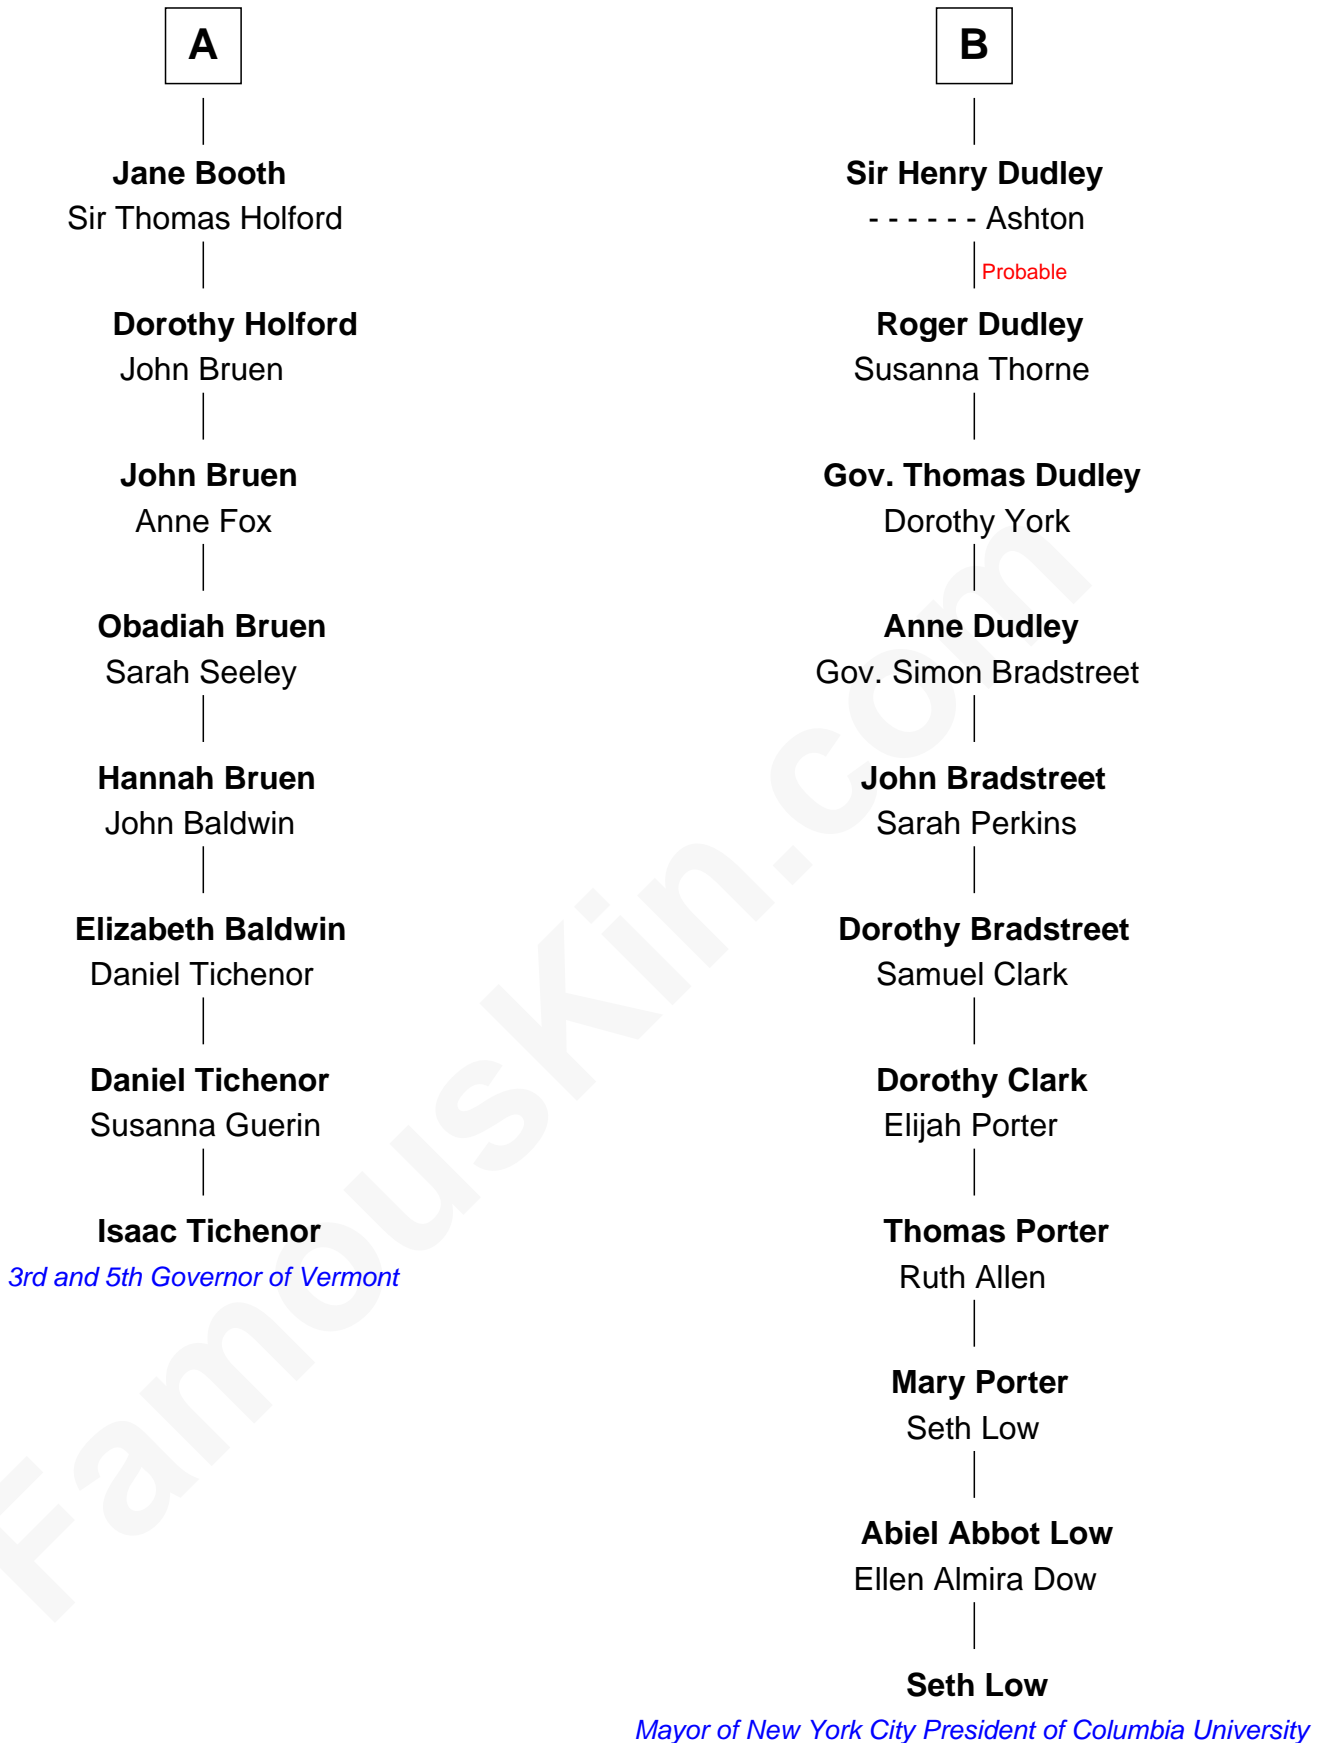 A
Jane Booth
Sir Thomas Holford
Dorothy Holford
John Bruen
John Bruen
Anne Fox
Obadiah Bruen
Sarah Seeley
Hannah Bruen
John Baldwin
Elizabeth Baldwin
Daniel Tichenor
Daniel Tichenor
Susanna Guerin
Isaac Tichenor
3rd and 5th Governor of Vermont
B
Sir Henry Dudley
- - - - - - Ashton
Probable
Roger Dudley
Susanna Thorne
Gov. Thomas Dudley
Dorothy York
Anne Dudley
Gov. Simon Bradstreet
John Bradstreet
Sarah Perkins
Dorothy Bradstreet
Samuel Clark
Dorothy Clark
Elijah Porter
Thomas Porter
Ruth Allen
Mary Porter
Seth Low
Abiel Abbot Low
Ellen Almira Dow
Seth Low
Mayor of New York City President of Columbia University
FamousKin.com